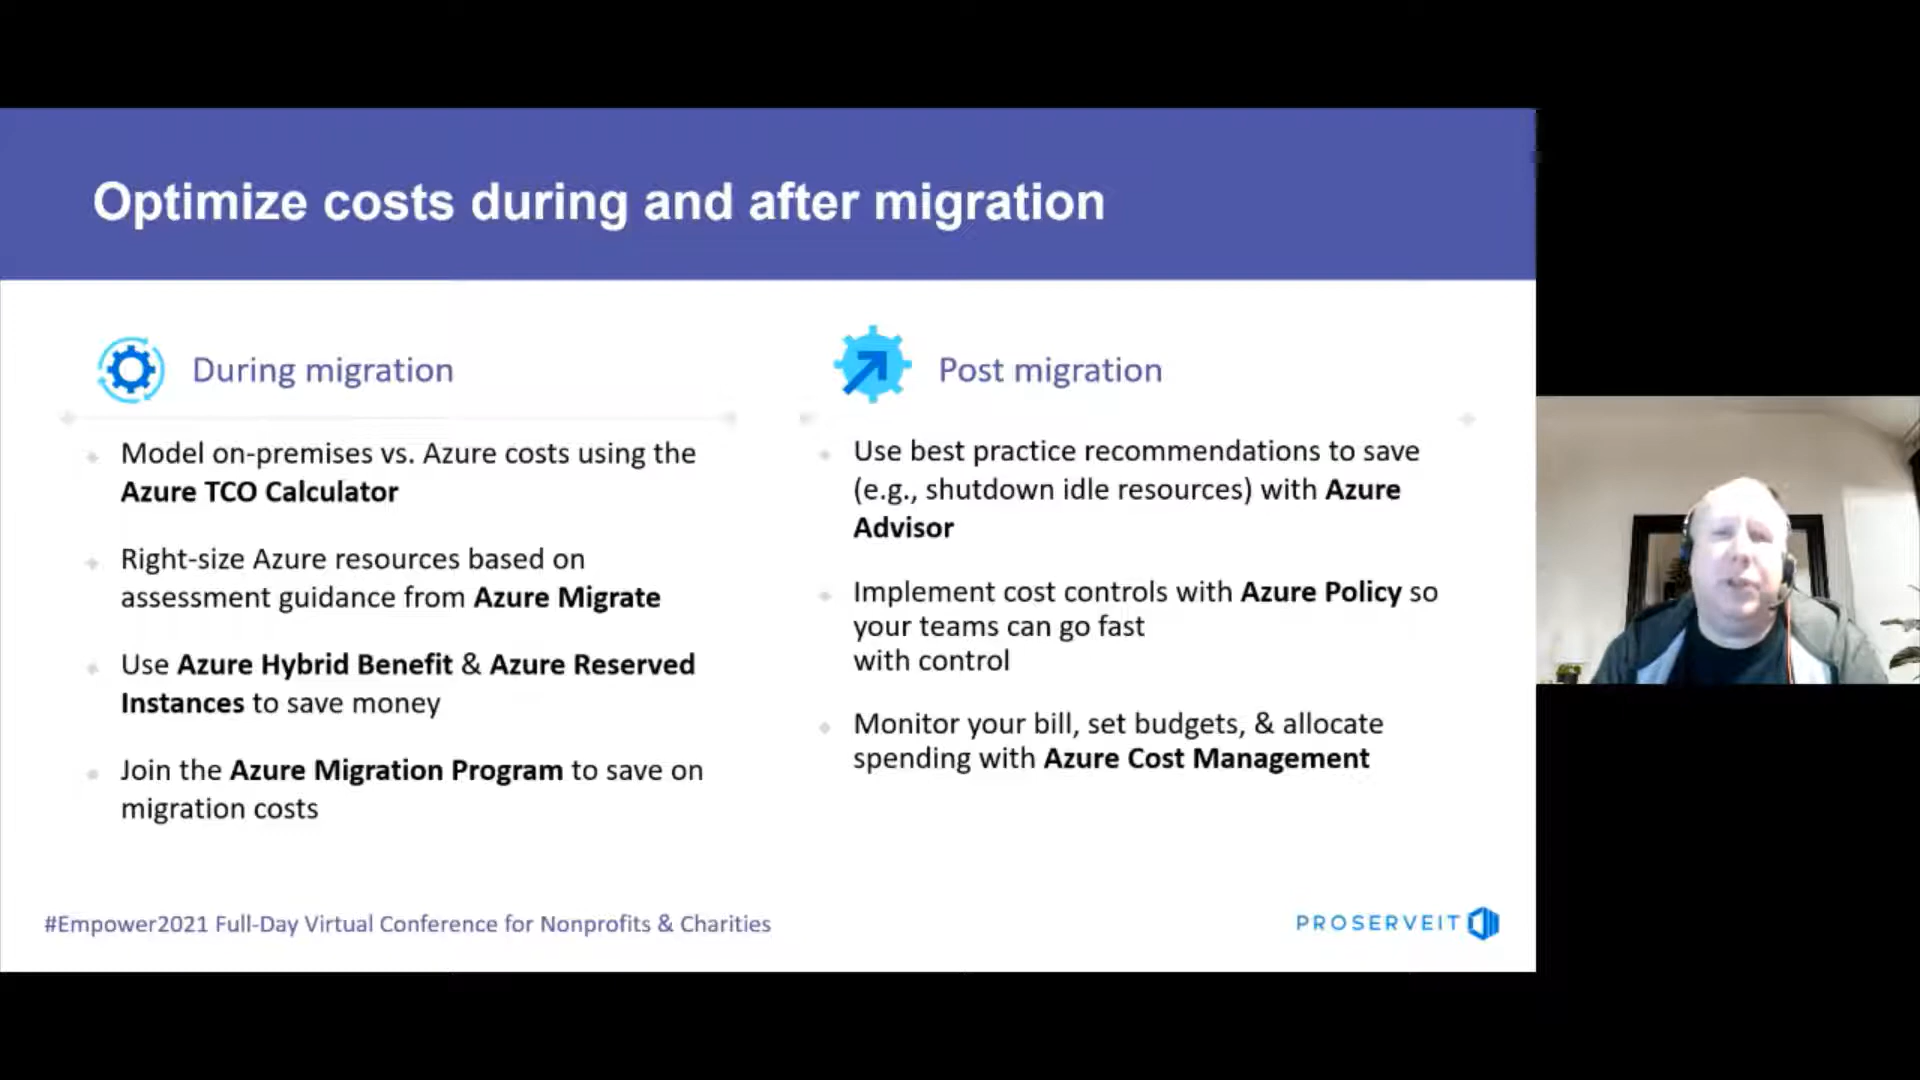 Optimize costs during and after migration
During migration
Model on-premises vs. Azure costs using the
Azure TCO Calculator
Right-size Azure resources based on
assessment guidance from Azure Migrate
Use Azure Hybrid Benefit & Azure Reserved
Instances to save money
Join the Azure Migration Program to save on
migration costs
Post migration
Use best practice recommendations to save
(e.g., shutdown idle resources) with Azure
Advisor
Implement cost controls with Azure Policy so
your teams can go fast
with control
Monitor your bill, set budgets, & allocate
spending with Azure Cost Management
#Empower2021 Full-Day Virtual Conference for Nonprofits & Charities
PROSERVEIT